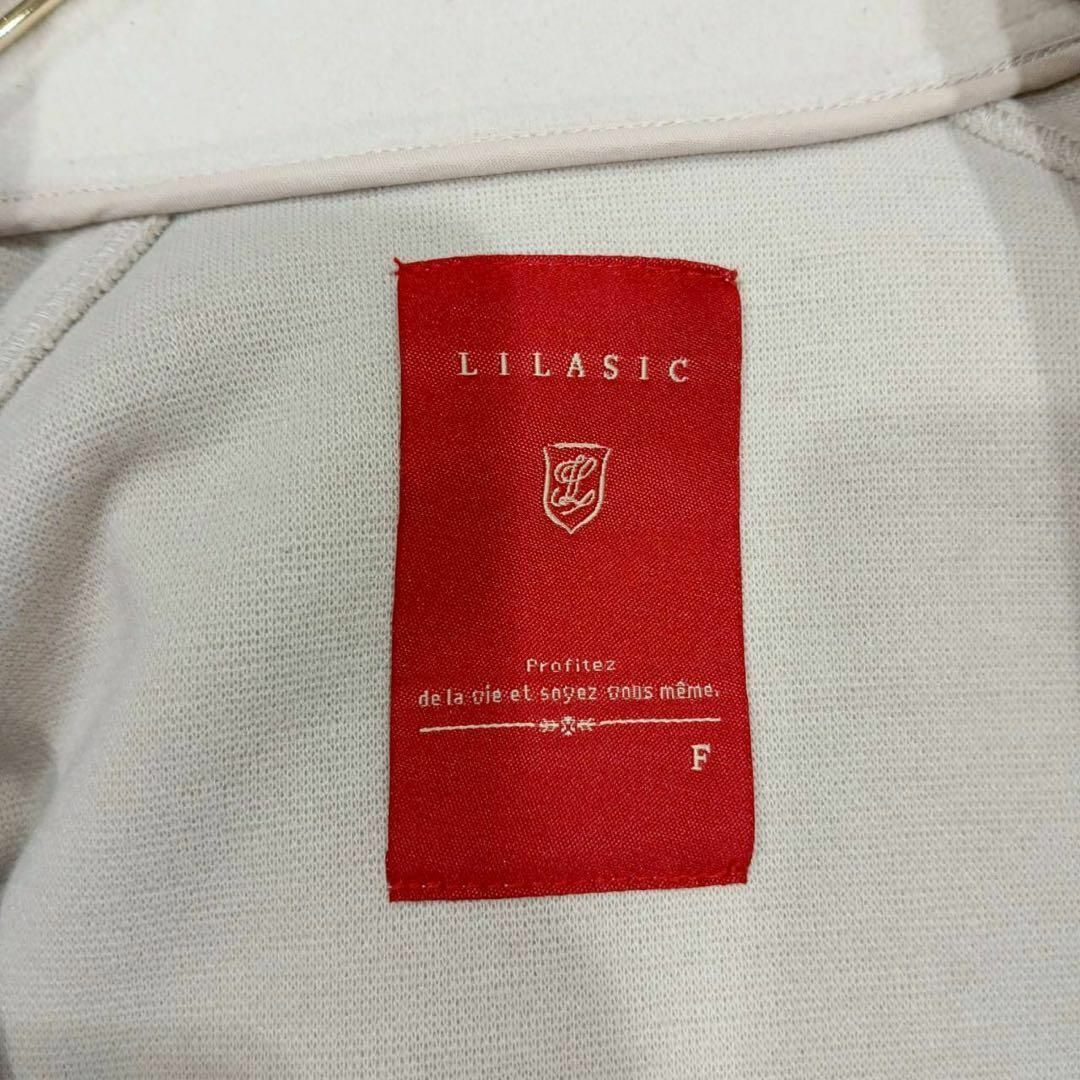 LILASIC
L
Profitez
de la vie et soyez vous même.
F